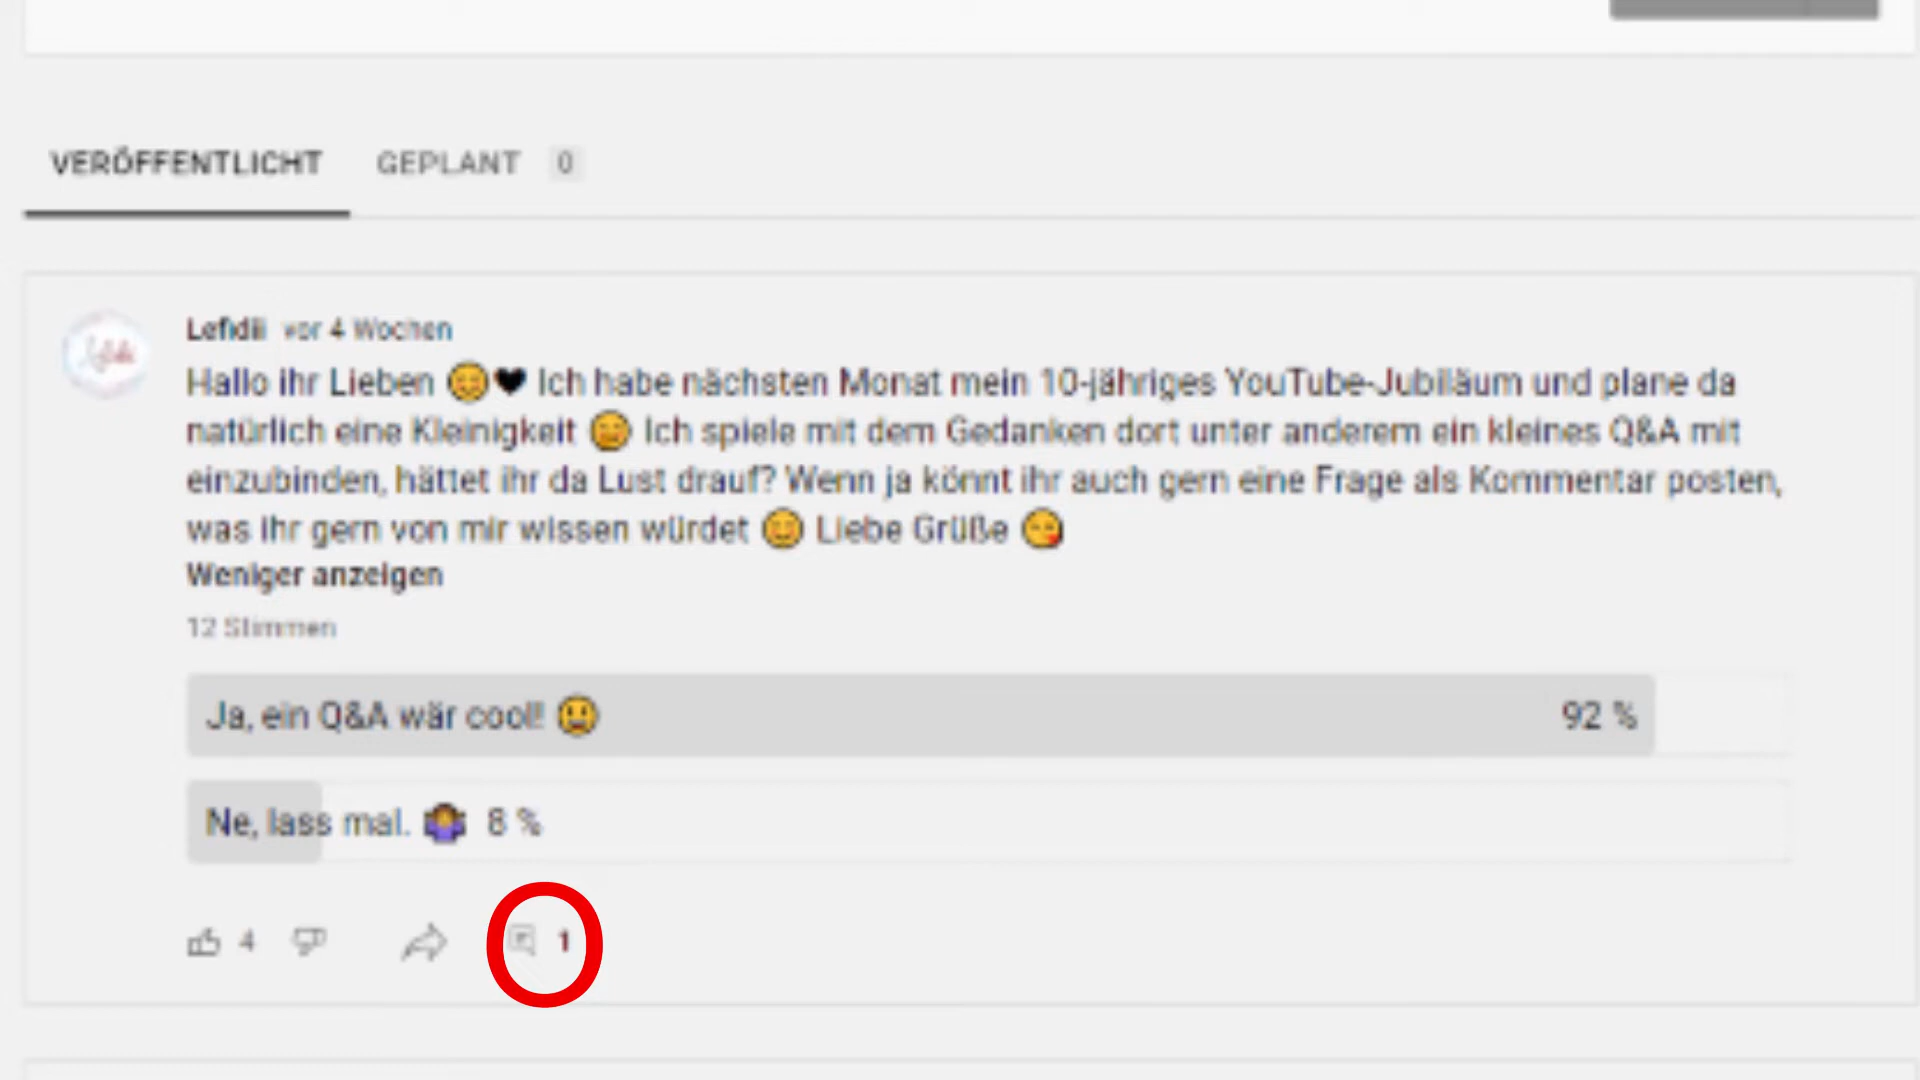 VERÖFFENTLICHT GEPLANT 0
Lefidii vor 4 Wochen
Hallo ihr Lieben 😊🖤 Ich habe nächsten Monat mein 10-jähriges YouTube-Jubiläum und plane da
natürlich eine Kleinigkeit 😊 Ich spiele mit dem Gedanken dort unter anderem ein kleines Q&A mit
einzubinden, hättet ihr da Lust drauf? Wenn ja könnt ihr auch gern eine Frage als Kommentar posten,
was ihr gern von mir wissen würdet 😊 Liebe Grüße 😋
Weniger anzeigen
12 Stimmen
Ja, ein Q&A wär cool! 😃 92 %
Ne, lass mal. 🤷 8 %
4 1